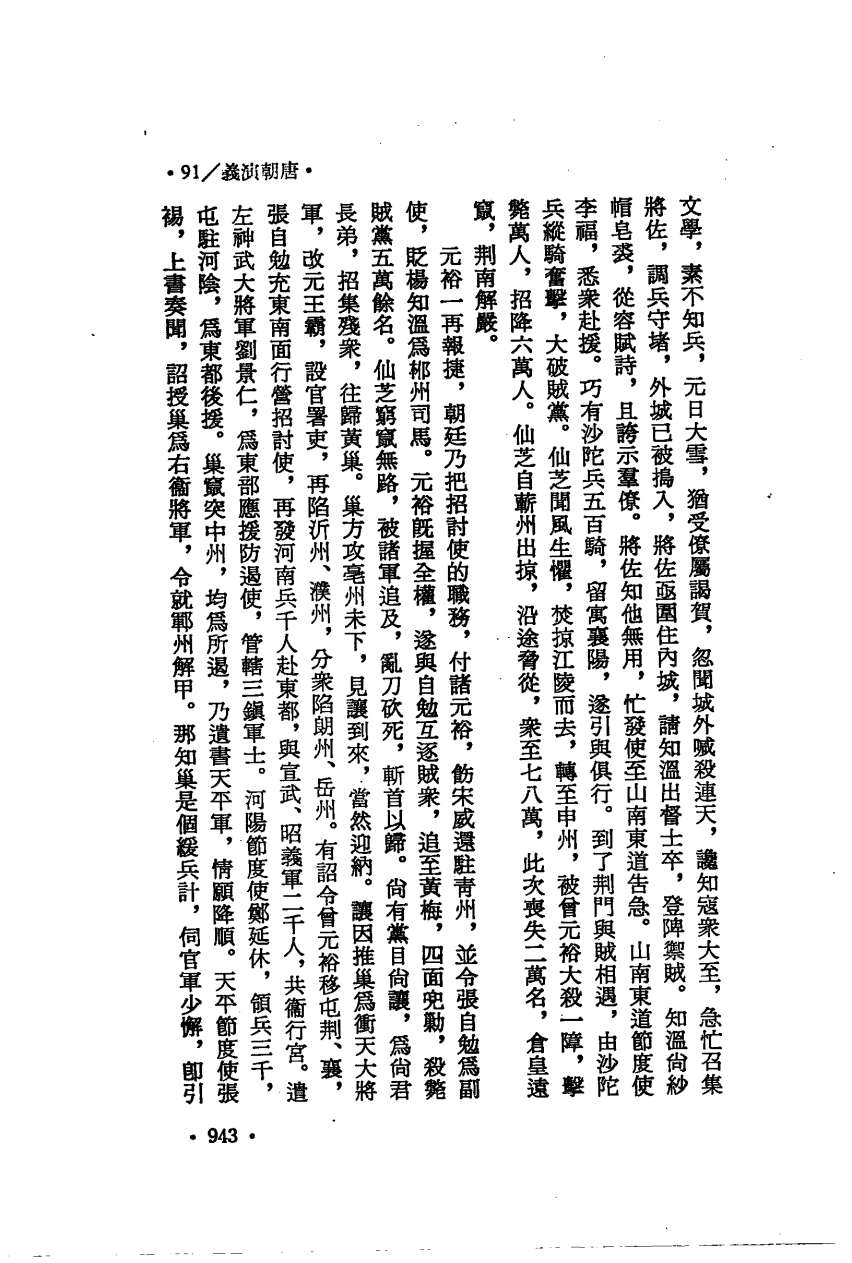 •91/義演朝唐•
文學，素不知兵，元日大雪，猶受僚屬謁賀，忽聞城外喊殺連天，纔知寇衆大至，急忙召集
將佐，調兵守堵，外城已被搗入，將佐亟圍住內城，請知溫出督士卒，登陴禦賊。知溫尙紗
帽皂裘，從容賦詩，且誇示羣僚。將佐知他無用，忙發使至山南東道吿急。山南東道節度使
李福，悉衆赴援。巧有沙陀兵五百騎，留寓襄陽，遂引與俱行。到了荆門與賊相遇，由沙陀
兵縱騎奮擊，大破賊黨。仙芝聞風生懼，焚掠江陵而去，轉至申州，被曾元裕大殺一障，擊
斃萬人，招降六萬人。仙芝自蘄州出掠，沿途脅從，衆至七八萬，此次喪失二萬名，倉皇遠
竄，荆南解嚴。
元裕一再報捷，朝廷乃把招討使的職務，付諸元裕，飭宋威還駐靑州，並令張自勉爲副
使，貶楊知溫爲郴州司馬。元裕旣握全權，遂與自勉互逐賊衆，追至黃梅，四面兜勦，殺斃
賊黨五萬餘名。仙芝窮竄無路，被諸軍追及，亂刀砍死，斬首以歸。尙有黨目尙讓，爲尙君
長弟，招集殘衆，往歸黃巢。巢方攻亳州未下，見讓到來，當然迎納。讓因推巢爲衝天大將
軍，改元王霸，設官署吏，再陷沂州、濮州，分衆陷朗州、岳州。有詔令曾元裕移屯荆、襄，
張自勉充東南面行營招討使，再發河南兵千人赴東都，與宣武、昭義軍二千人，共衞行宮。遣
左神武大將軍劉景仁，爲東部應援防遏使，管轄三鎭軍士。河陽節度使鄭延休，領兵三千，
屯駐河陰，爲東都後援。巢竄突中州，均爲所遏，乃遺書天平軍，情願降順。天平節度使張
裼，上書奏聞，詔授巢爲右衞將軍，令就鄆州解甲。那知巢是個緩兵計，伺官軍少懈，卽引
•943•